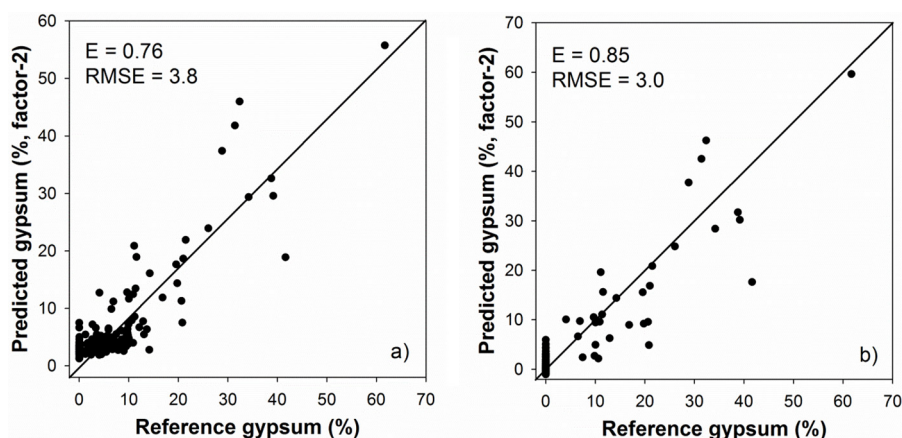 E = 0.76
RMSE = 3.8
Predicted gypsum (%, factor-2)
60
50
40
30
20
10
0
0 10 20 30 40 50 60 70
Reference gypsum (%)
a)
E = 0.85
RMSE = 3.0
Predicted gypsum (%, factor-2)
70
60
50
40
30
20
10
0
0 10 20 30 40 50 60 70
Reference gypsum (%)
b)